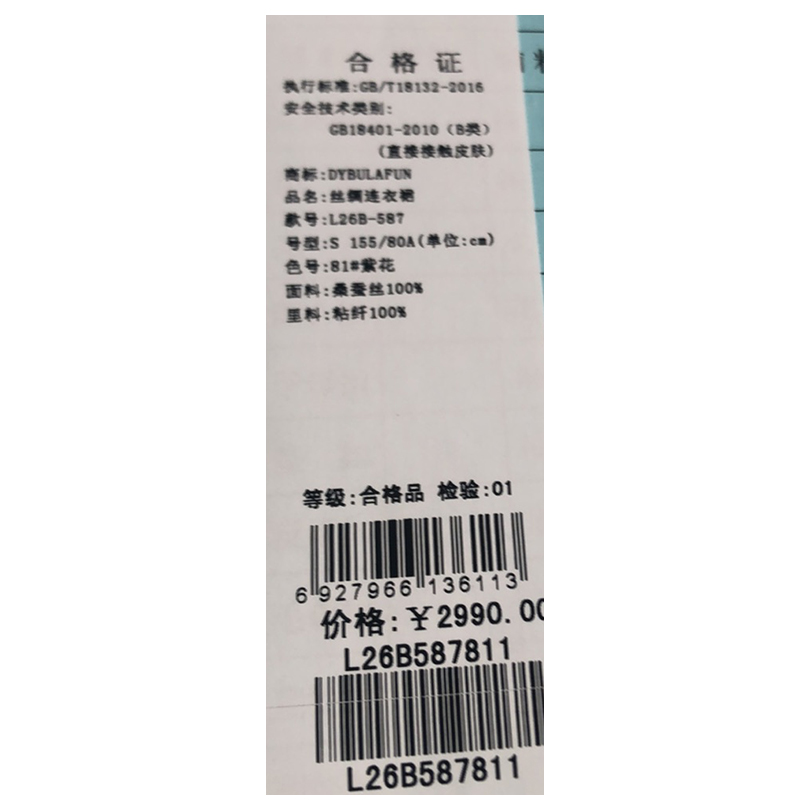 合格证
执行标准:GB/T18132-2016
安全技术类别:
GB18401-2010（B类）
(直接接触皮肤)
商标:DYBULAFUN
品名:丝绸连衣裙
款号:L26B-587
号型:S 155/80A(单位:cm)
色号:81#紫花
面料:桑蚕丝100%
里料:粘纤100%
等级:合格品 检验:01
6 927966 136113
价格:￥2990.00
L26B587811
L26B587811